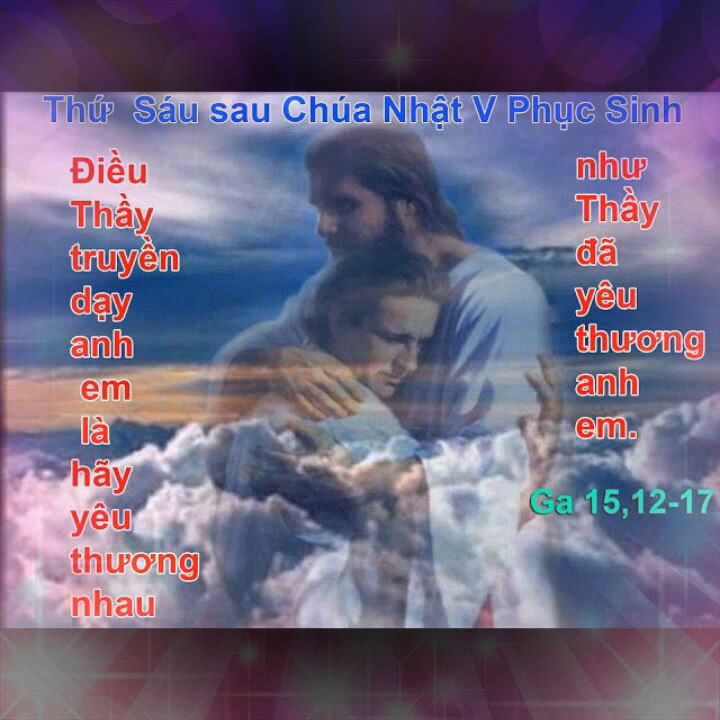 Thứ Sáu sau Chúa Nhật V Phục Sinh
Điều
Thầy
truyền
dạy
anh
em
là
hãy
yêu
thương
nhau
như
Thầy
đã
yêu
thương
anh
em.
Ga 15,12-17